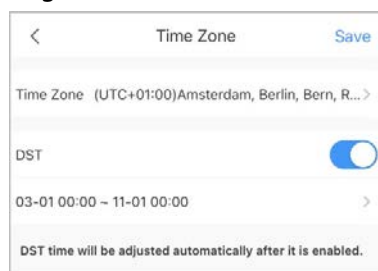 Time Zone Save
Time Zone (UTC+01:00)Amsterdam, Berlin, Bern, R...
DST
03-01 00:00 ~ 11-01 00:00
DST time will be adjusted automatically after it is enabled.